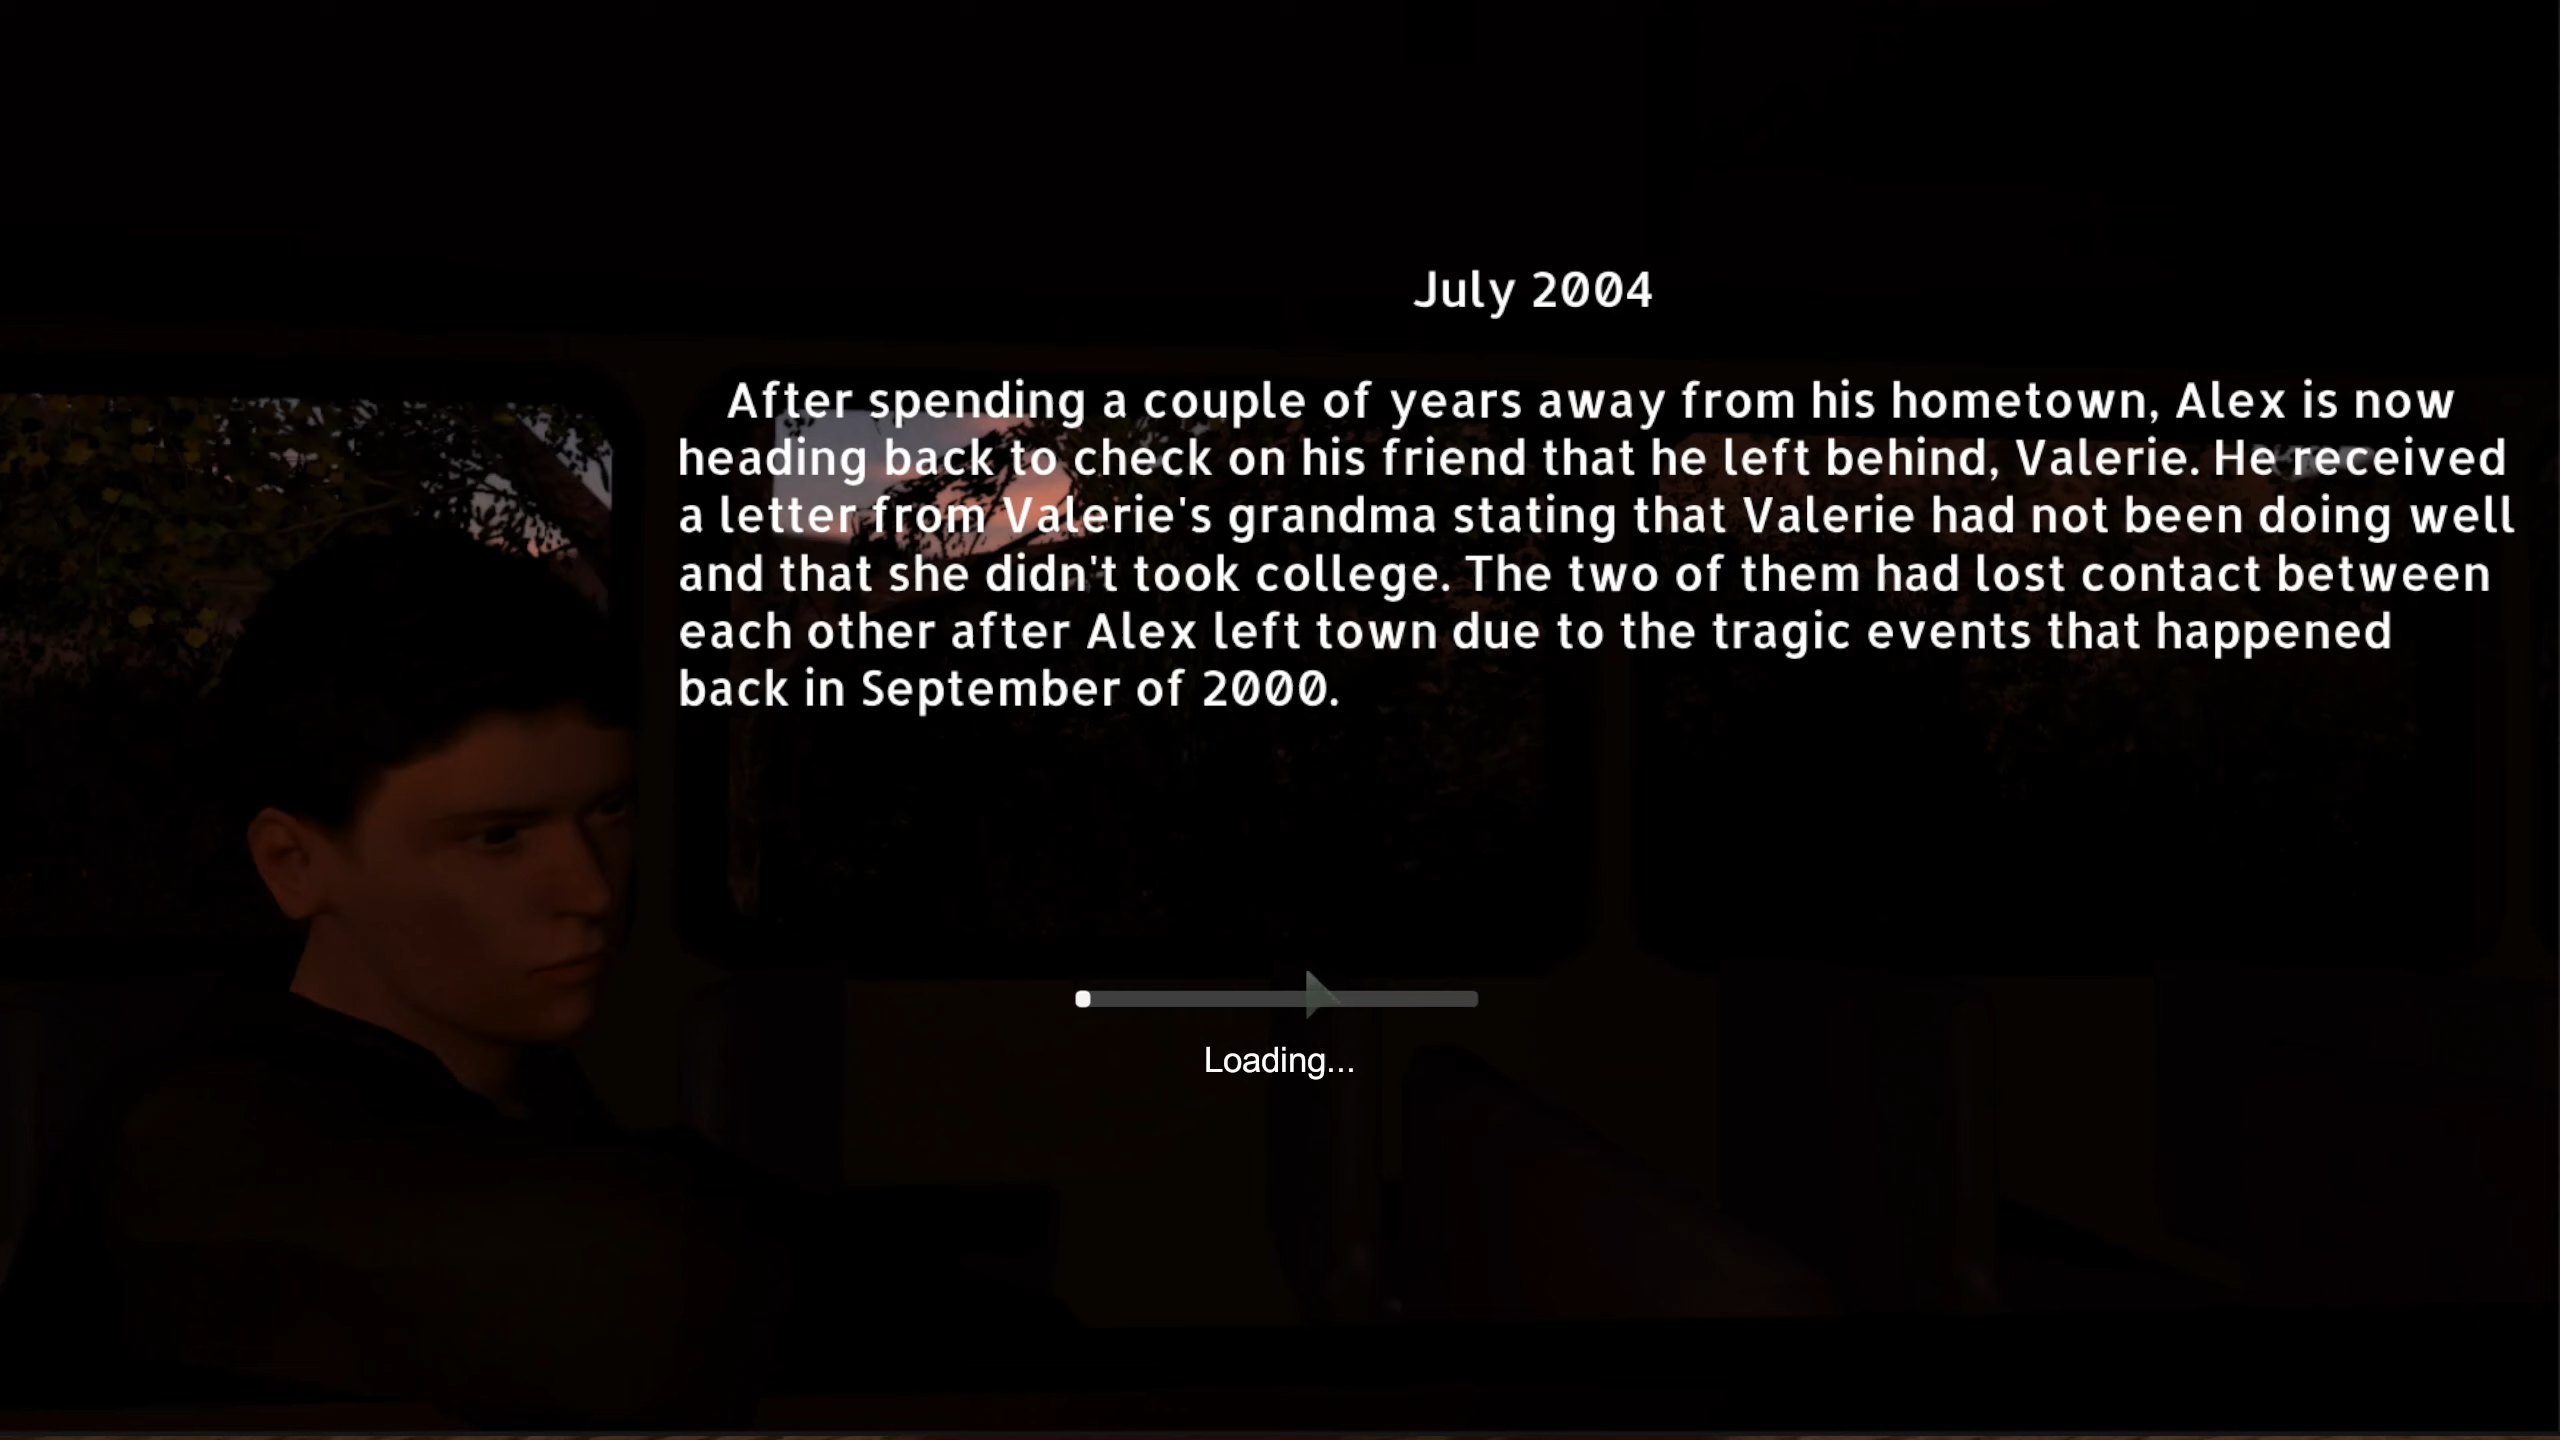 July 2004
After spending a couple of years away from his hometown, Alex is now
heading back to check on his friend that he left behind, Valerie. He received
a letter from Valerie's grandma stating that Valerie had not been doing well
and that she didn't took college. The two of them had lost contact between
each other after Alex left town due to the tragic events that happened
back in September of 2000.
Loading...